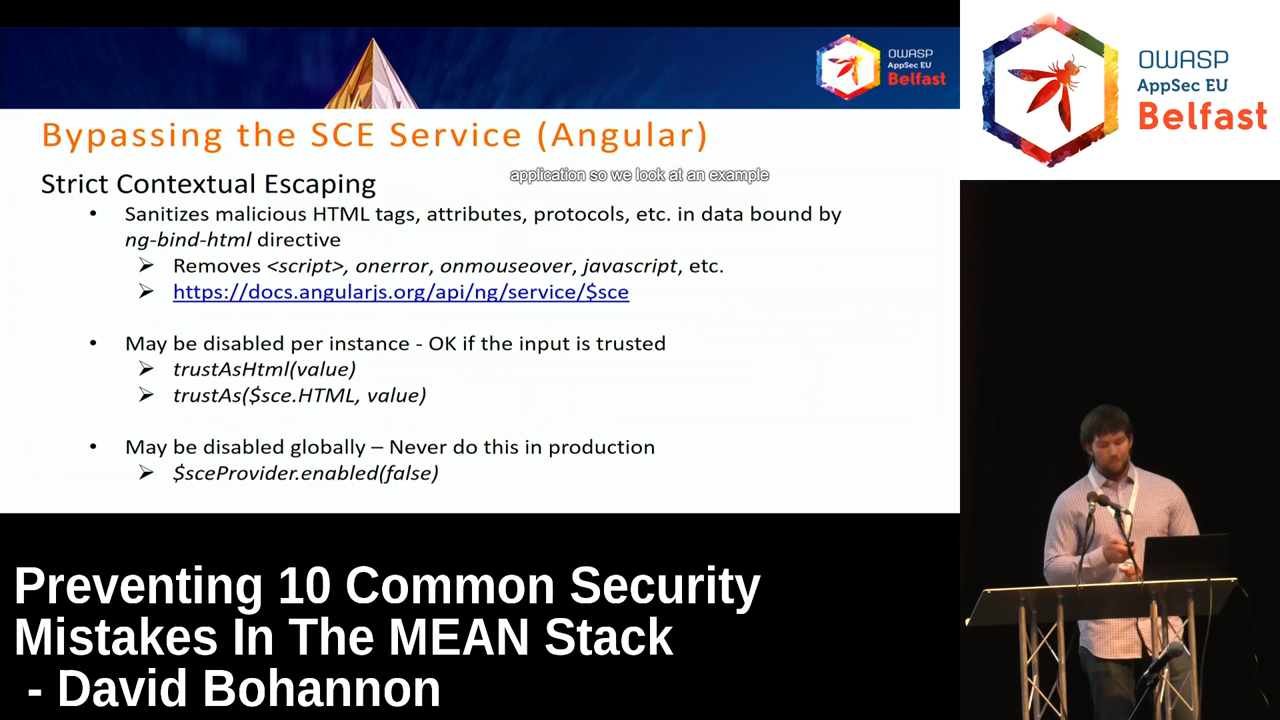 OWASP
AppSec EU
Belfast
OWASP
AppSec EU
Belfast
Bypassing the SCE Service (Angular)
application so we look at an example
Strict Contextual Escaping
• Sanitizes malicious HTML tags, attributes, protocols, etc. in data bound by
ng-bind-html directive
➢ Removes <script>, onerror, onmouseover, javascript, etc.
➢ https://docs.angularjs.org/api/ng/service/$sce
• May be disabled per instance - OK if the input is trusted
➢ trustAsHtml(value)
➢ trustAs($sce.HTML, value)
• May be disabled globally – Never do this in production
➢ $sceProvider.enabled(false)
Preventing 10 Common Security
Mistakes In The MEAN Stack
- David Bohannon